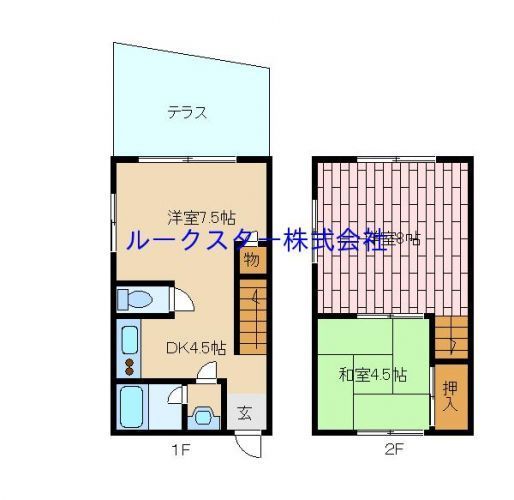 テラス
洋室7.5帖
ルークスター株式会社
室8帖
物
DK4.5帖
和室4.5帖
押入
玄
1F
2F